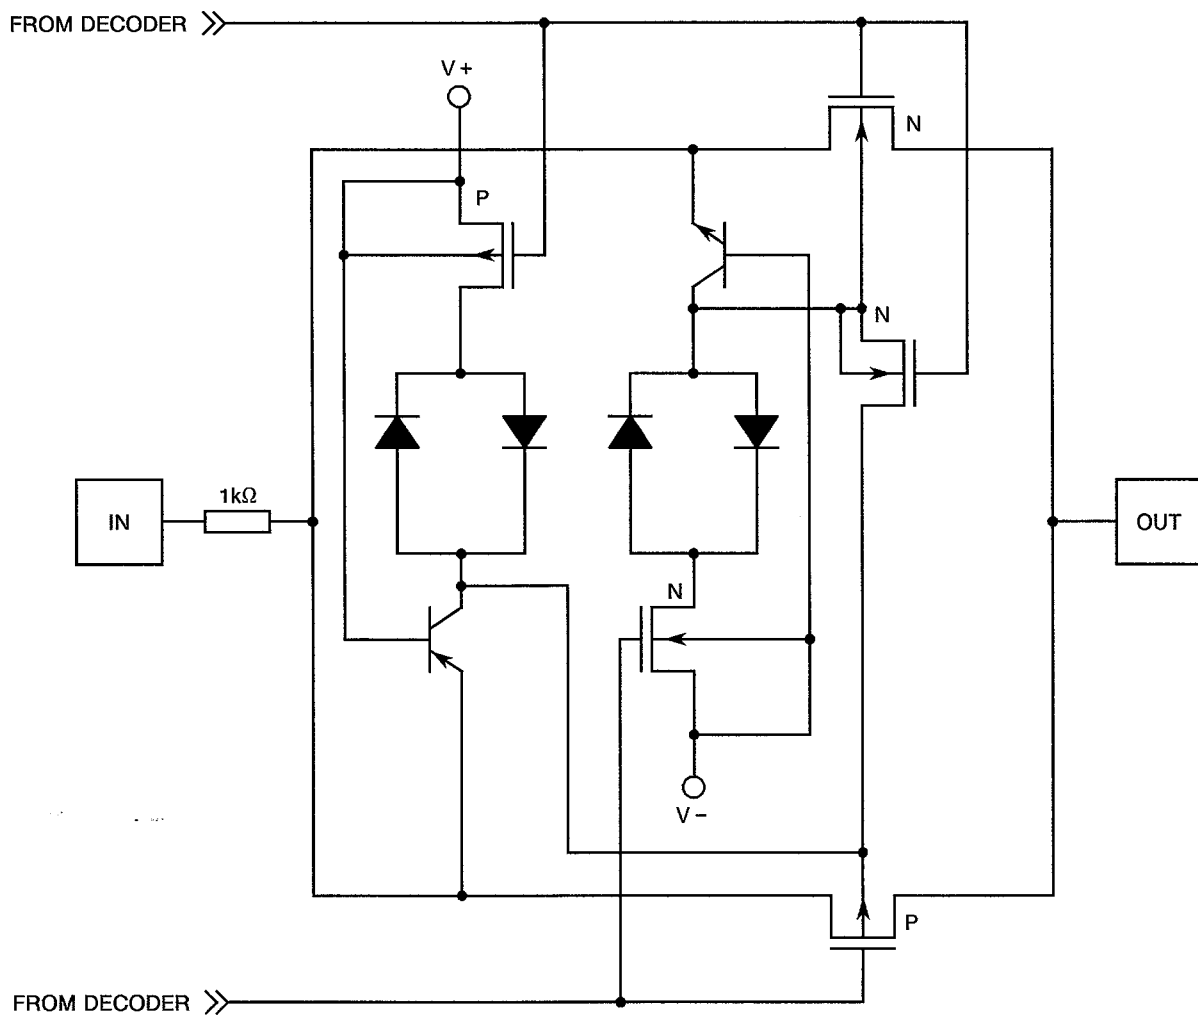 FROM DECODER
V+
N
P
N
1kΩ
IN
OUT
N
V-
P
FROM DECODER